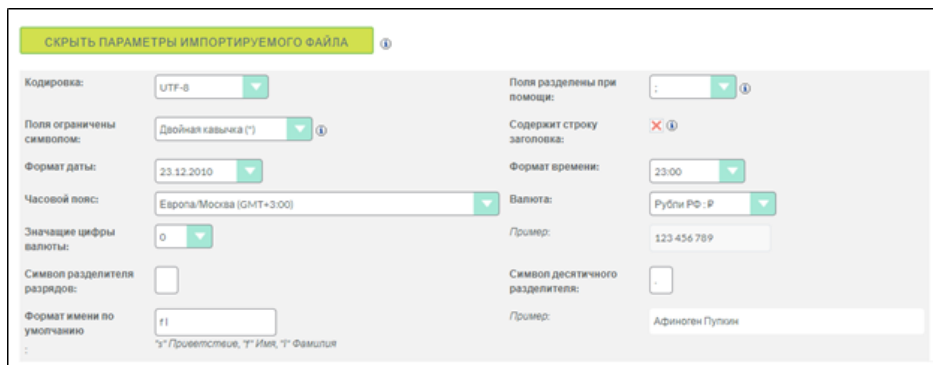 СКРЫТЬ ПАРАМЕТРЫ ИМПОРТИРУЕМОГО ФАЙЛА
Кодировка:
UTF-8
Поля разделены при
помощи:
;
Поля ограничены
символом:
Двойная кавычка (")
Содержит строку
заголовка:
Формат даты:
23.12.2010
Формат времени:
23:00
Часовой пояс:
Европа/Москва (GMT+3:00)
Валюта:
Рубли РФ : ₽
Значащие цифры
валюты:
0
Пример:
123 456 789
Символ разделителя
разрядов:
Символ десятичного
разделителя:
.
Формат имени по
умолчанию
:
f l
"s" Приветствие, "f" Имя, "l" Фамилия
Пример:
Афиноген Пупкин